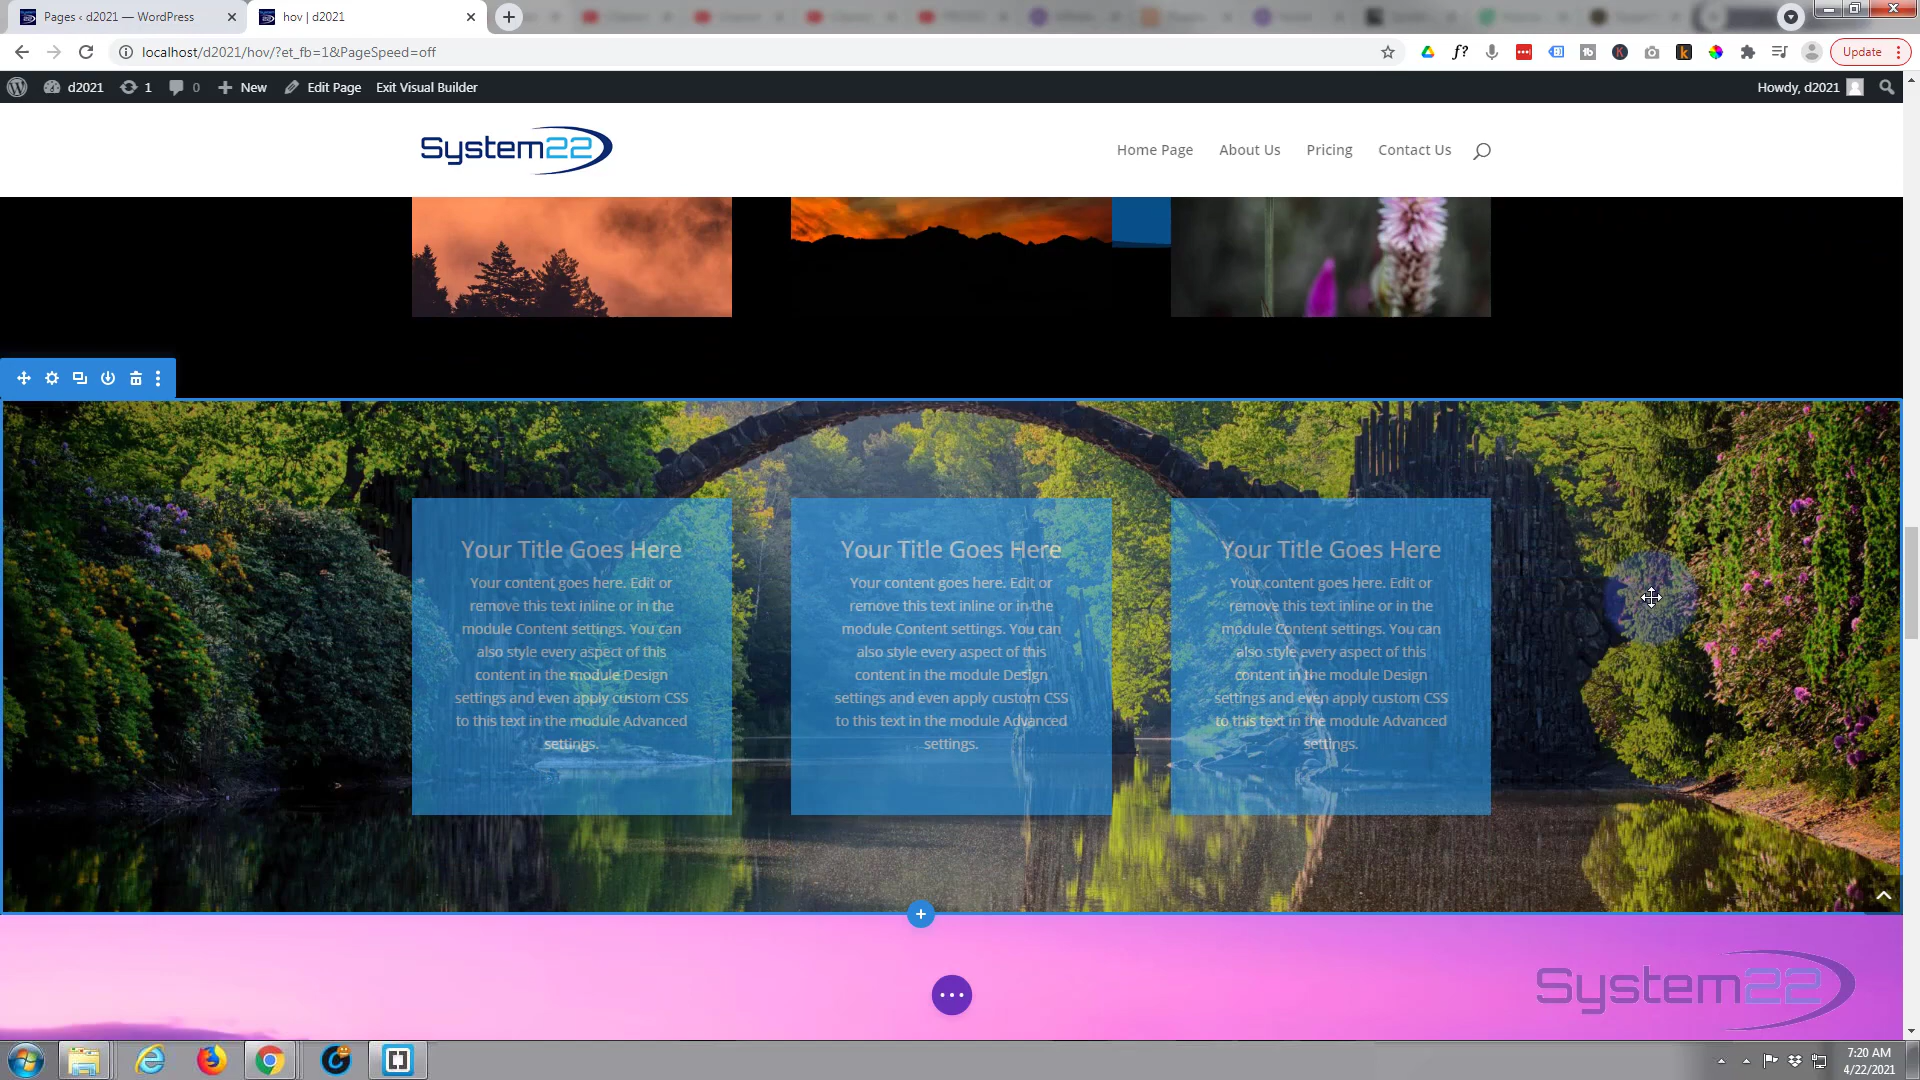 Pages ‹ d2021 — WordPress
hov | d2021
localhost/d2021/hov/?et_fb=1&PageSpeed=off
Update
d2021
1
0
New
Edit Page
Exit Visual Builder
Howdy, d2021
System22
Home Page
About Us
Pricing
Contact Us
Your Title Goes Here
Your content goes here. Edit or
remove this text inline or in the
module Content settings. You can
also style every aspect of this
content in the module Design
settings and even apply custom CSS
to this text in the module Advanced
settings.
Your Title Goes Here
Your content goes here. Edit or
remove this text inline or in the
module Content settings. You can
also style every aspect of this
content in the module Design
settings and even apply custom CSS
to this text in the module Advanced
settings.
Your Title Goes Here
Your content goes here. Edit or
remove this text inline or in the
module Content settings. You can
also style every aspect of this
content in the module Design
settings and even apply custom CSS
to this text in the module Advanced
settings.
System22
7:20 AM
4/22/2021